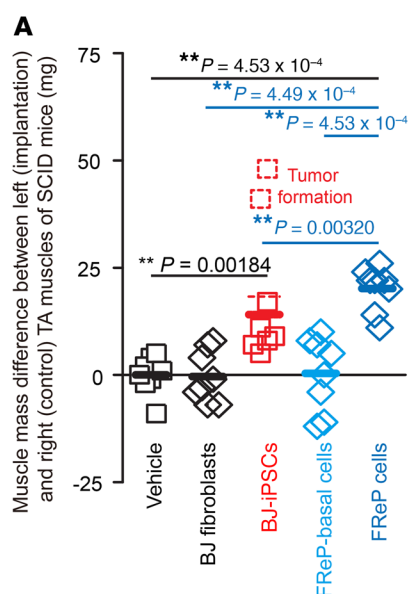 A
Muscle mass difference between left (implantation)
and right (control) TA muscles of SCID mice (mg)
75
50
25
0
-25
**P = 4.53 x 10⁻⁴
**P = 4.49 x 10⁻⁴
**P = 4.53 x 10⁻⁴
Tumor
formation
**P = 0.00320
** P = 0.00184
Vehicle
BJ fibroblasts
BJ-iPSCs
FReP-basal cells
FReP cells